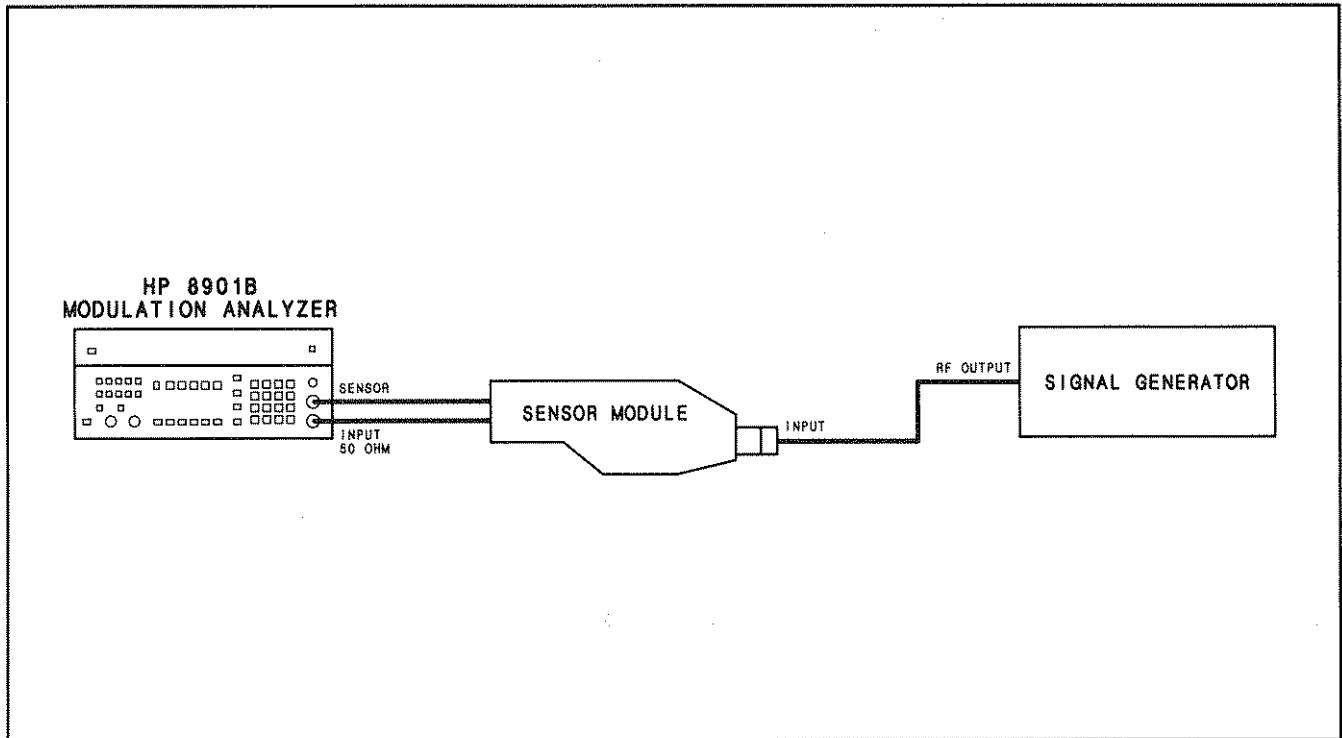 HP 8901B
MODULATION ANALYZER
SENSOR
INPUT
50 OHM
SENSOR MODULE
INPUT
RF OUTPUT
SIGNAL GENERATOR